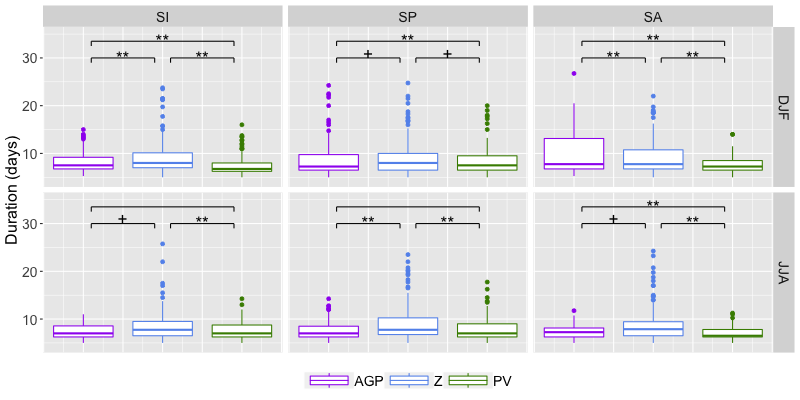 SI SP SA
** ** **
** ** + + ** **
30
20
10
DJF
Duration (days)
**
+ ** ** ** + **
30
20
10
JJA
AGP Z PV